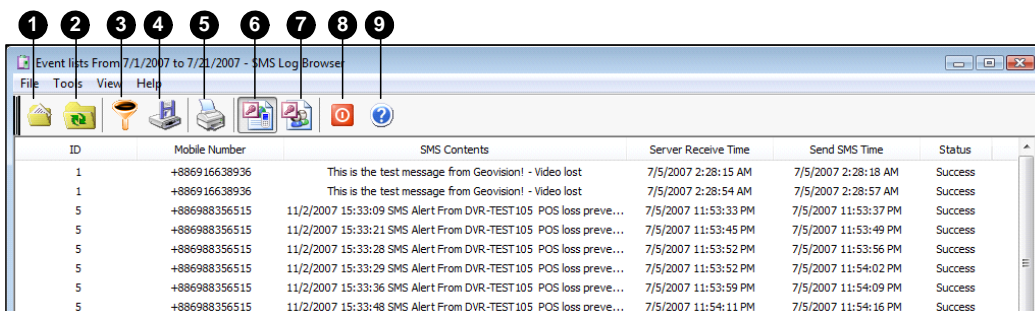 1 2 3 4 5 6 7 8 9
Event lists From 7/1/2007 to 7/21/2007 - SMS Log Browser
File Tools View Help
ID Mobile Number SMS Contents Server Receive Time Send SMS Time Status
1 +886916638936 This is the test message from Geovision! - Video lost 7/5/2007 2:28:15 AM 7/5/2007 2:28:18 AM Success
1 +886916638936 This is the test message from Geovision! - Video lost 7/5/2007 2:28:54 AM 7/5/2007 2:28:57 AM Success
5 +886988356515 11/2/2007 15:33:09 SMS Alert From DVR-TEST105 POS loss preve... 7/5/2007 11:53:33 PM 7/5/2007 11:53:37 PM Success
5 +886988356515 11/2/2007 15:33:21 SMS Alert From DVR-TEST105 POS loss preve... 7/5/2007 11:53:45 PM 7/5/2007 11:53:49 PM Success
5 +886988356515 11/2/2007 15:33:28 SMS Alert From DVR-TEST105 POS loss preve... 7/5/2007 11:53:52 PM 7/5/2007 11:53:56 PM Success
5 +886988356515 11/2/2007 15:33:29 SMS Alert From DVR-TEST105 POS loss preve... 7/5/2007 11:53:52 PM 7/5/2007 11:54:02 PM Success
5 +886988356515 11/2/2007 15:33:36 SMS Alert From DVR-TEST105 POS loss preve... 7/5/2007 11:53:59 PM 7/5/2007 11:54:09 PM Success
5 +886988356515 11/2/2007 15:33:48 SMS Alert From DVR-TEST105 POS loss preve... 7/5/2007 11:54:11 PM 7/5/2007 11:54:16 PM Success